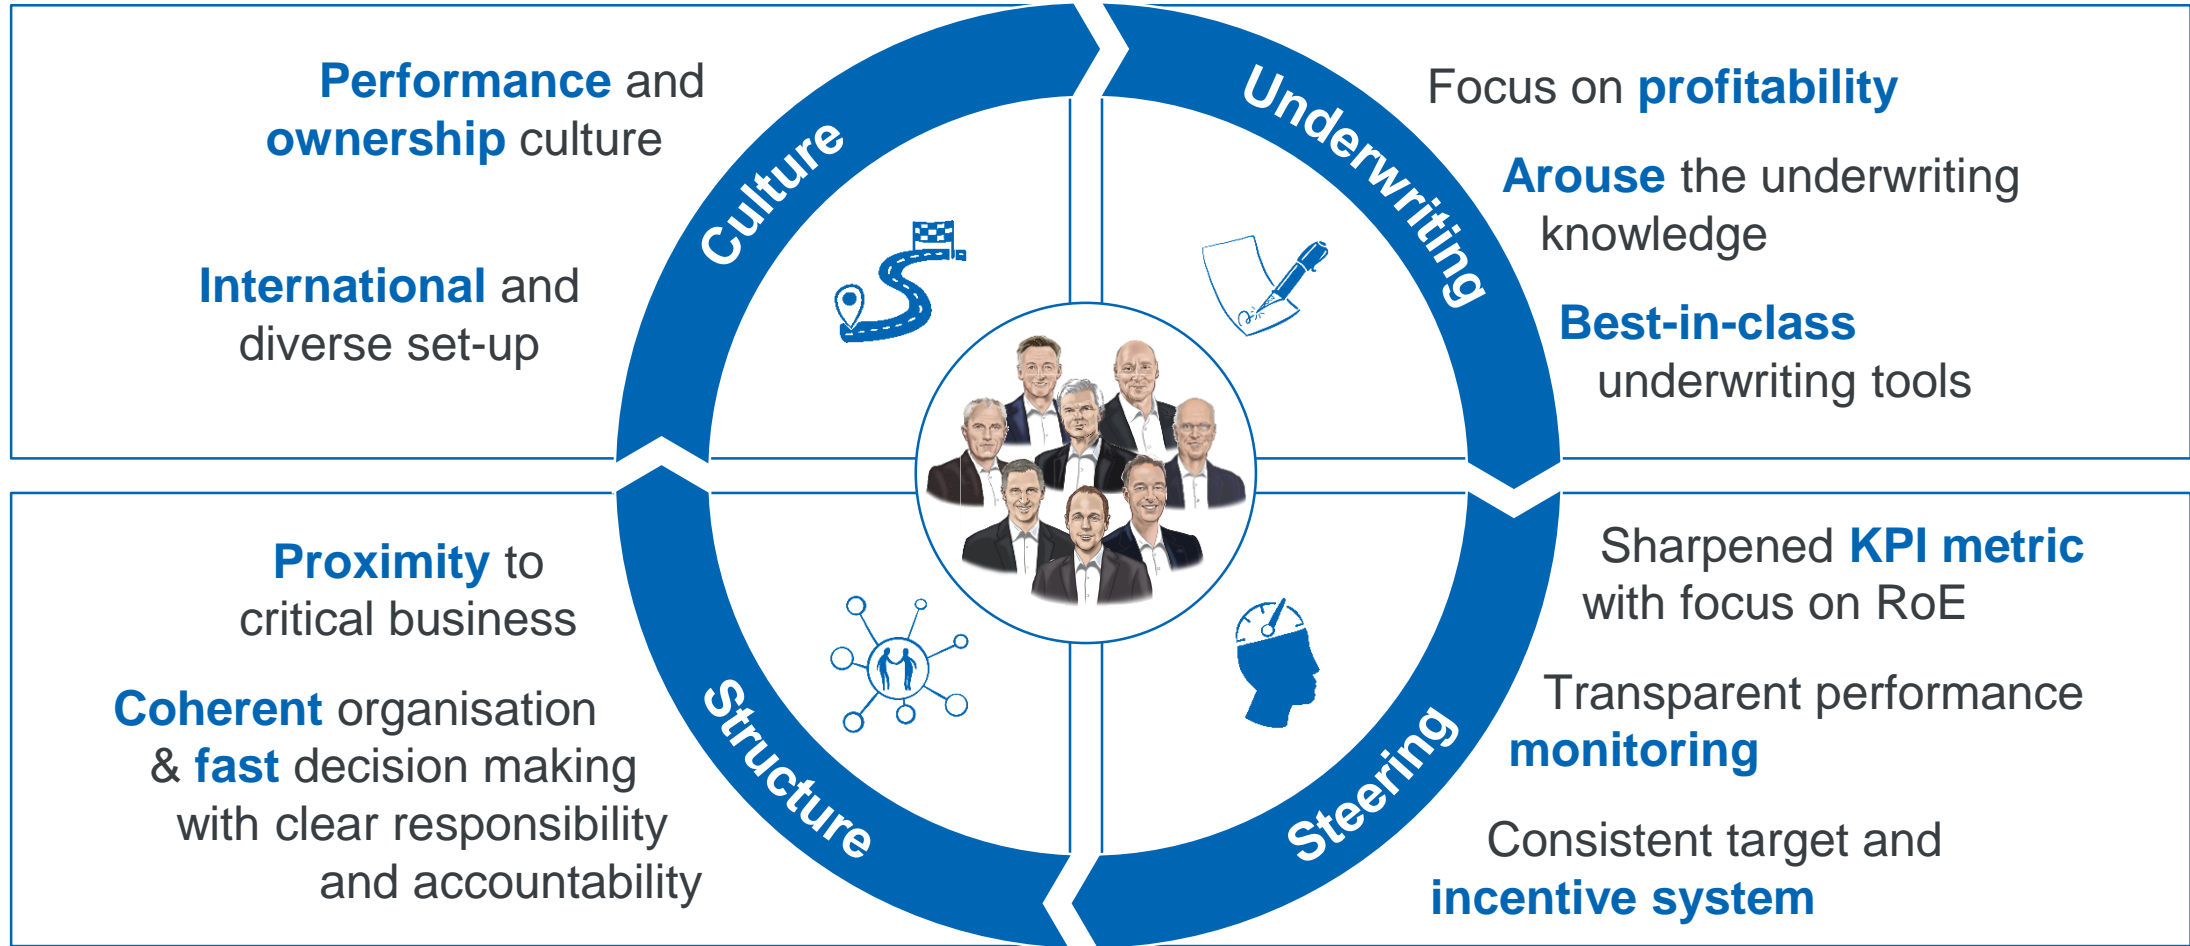 Performance and
ownership culture
International and
diverse set-up
Culture
Underwriting
Focus on profitability
Arouse the underwriting
knowledge
Best-in-class
underwriting tools
Proximity to
critical business
Coherent organisation
& fast decision making
with clear responsibility
and accountability
Structure
Steering
Sharpened KPI metric
with focus on RoE
Transparent performance
monitoring
Consistent target and
incentive system